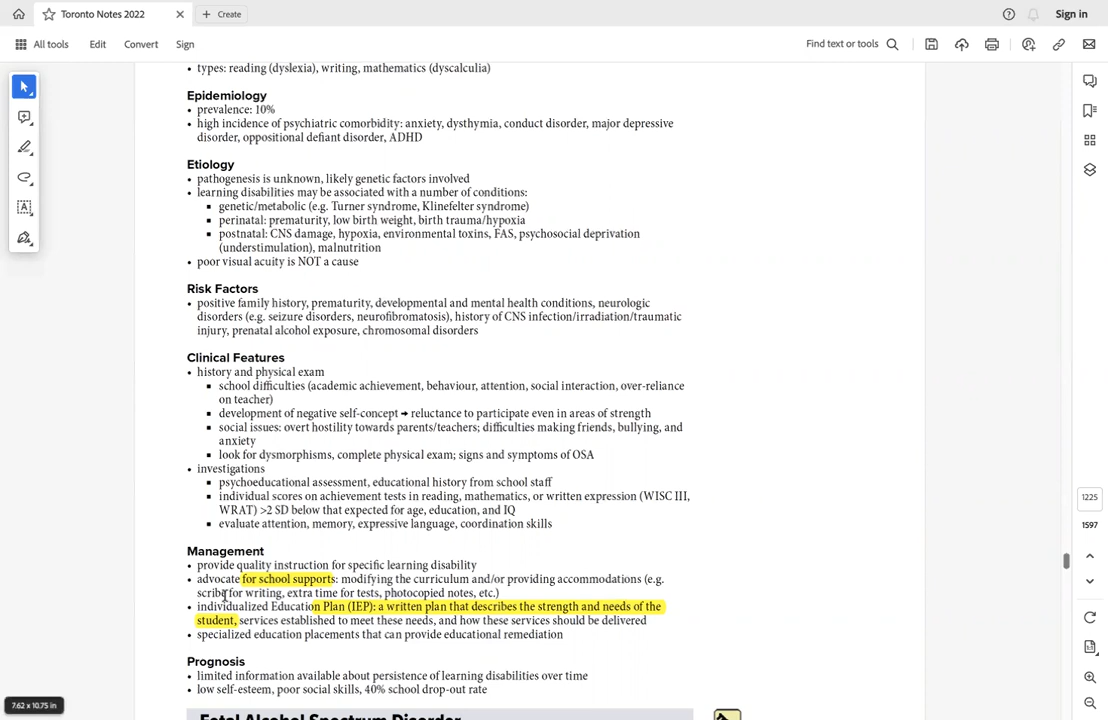 Toronto Notes 2022
Create
Sign in
All tools
Edit
Convert
Sign
Find text or tools
• types: reading (dyslexia), writing, mathematics (dyscalculia)
Epidemiology
• prevalence: 10%
• high incidence of psychiatric comorbidity: anxiety, dysthymia, conduct disorder, major depressive
disorder, oppositional defiant disorder, ADHD
Etiology
• pathogenesis is unknown, likely genetic factors involved
• learning disabilities may be associated with a number of conditions:
▪ genetic/metabolic (e.g. Turner syndrome, Klinefelter syndrome)
▪ perinatal: prematurity, low birth weight, birth trauma/hypoxia
▪ postnatal: CNS damage, hypoxia, environmental toxins, FAS, psychosocial deprivation
(understimulation), malnutrition
• poor visual acuity is NOT a cause
Risk Factors
• positive family history, prematurity, developmental and mental health conditions, neurologic
disorders (e.g. seizure disorders, neurofibromatosis), history of CNS infection/irradiation/traumatic
injury, prenatal alcohol exposure, chromosomal disorders
Clinical Features
• history and physical exam
▪ school difficulties (academic achievement, behaviour, attention, social interaction, over-reliance
on teacher)
▪ development of negative self-concept → reluctance to participate even in areas of strength
▪ social issues: overt hostility towards parents/teachers; difficulties making friends, bullying, and
anxiety
▪ look for dysmorphisms, complete physical exam; signs and symptoms of OSA
• investigations
▪ psychoeducational assessment, educational history from school staff
▪ individual scores on achievement tests in reading, mathematics, or written expression (WISC III,
WRAT) >2 SD below that expected for age, education, and IQ
▪ evaluate attention, memory, expressive language, coordination skills
Management
• provide quality instruction for specific learning disability
• advocate for school supports: modifying the curriculum and/or providing accommodations (e.g.
scribe for writing, extra time for tests, photocopied notes, etc.)
• individualized Education Plan (IEP): a written plan that describes the strength and needs of the
student, services established to meet these needs, and how these services should be delivered
• specialized education placements that can provide educational remediation
Prognosis
• limited information available about persistence of learning disabilities over time
• low self-esteem, poor social skills, 40% school drop-out rate
Fetal Alcohol Spectrum Disorder
1225
1597
7.62 x 10.75 in